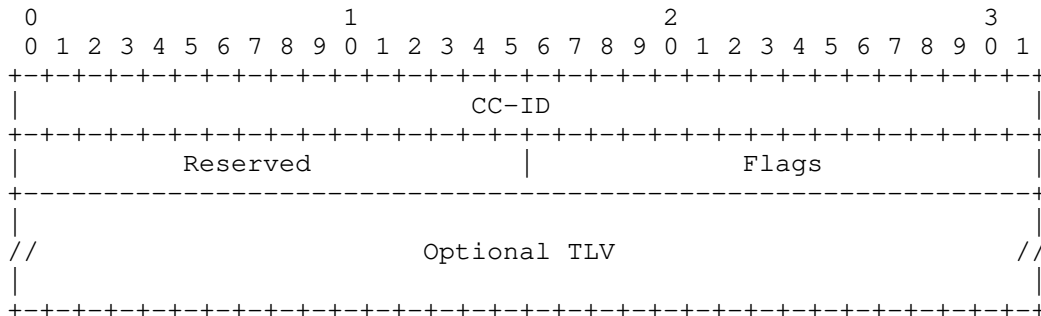 0                   1                   2                   3
 0 1 2 3 4 5 6 7 8 9 0 1 2 3 4 5 6 7 8 9 0 1 2 3 4 5 6 7 8 9 0 1
+-+-+-+-+-+-+-+-+-+-+-+-+-+-+-+-+-+-+-+-+-+-+-+-+-+-+-+-+-+-+-+-+
|                            CC-ID                              |
+-+-+-+-+-+-+-+-+-+-+-+-+-+-+-+-+-+-+-+-+-+-+-+-+-+-+-+-+-+-+-+-+
|          Reserved             |             Flags             |
+---------------------------------------------------------------+
|                                                               |
//                        Optional TLV                         //
|                                                               |
+-+-+-+-+-+-+-+-+-+-+-+-+-+-+-+-+-+-+-+-+-+-+-+-+-+-+-+-+-+-+-+-+